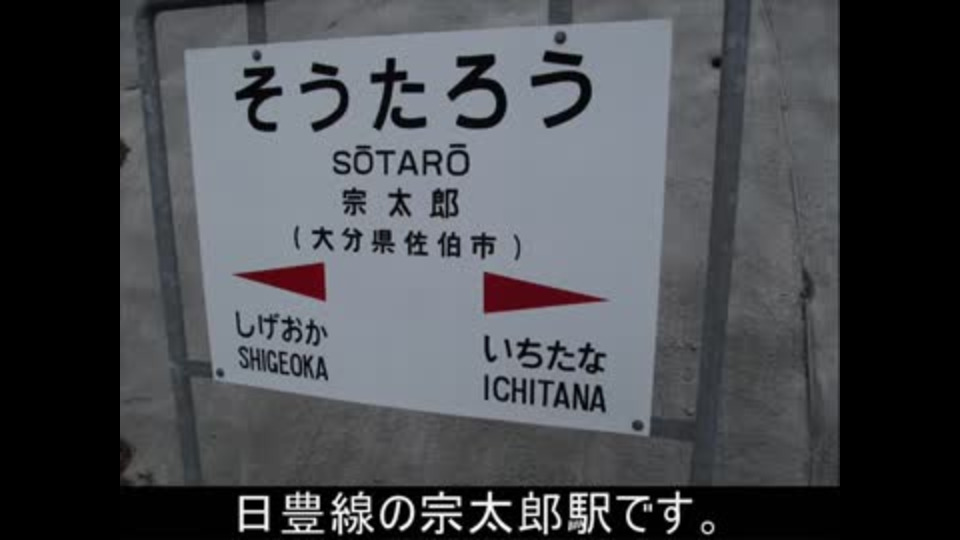 そうたろう
SŌTARŌ
宗太郎
(大分県佐伯市)
しげおか
SHIGEOKA
いちたな
ICHITANA
日豊線の宗太郎駅です。